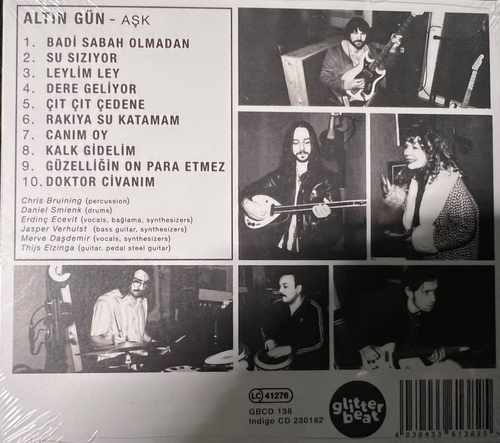 ALTIN GÜN - AŞK
1. BADİ SABAH OLMADAN
2. SU SIZIYOR
3. LEYLİM LEY
4. DERE GELİYOR
5. ÇIT ÇIT ÇEDENE
6. RAKIYA SU KATAMAM
7. CANIM OY
8. KALK GİDELİM
9. GÜZELLİĞİN ON PARA ETMEZ
10. DOKTOR CİVANIM
Chris Bruining (percussion)
Daniel Smienk (drums)
Erdinç Ecevit (vocals, bağlama, synthesizers)
Jasper Verhulst (bass guitar, synthesizers)
Merve Daşdemir (vocals, synthesizers)
Thijs Elzinga (guitar, pedal steel guitar)
LC 41276
GBCD 138
Indigo CD 230182
glitter
beat